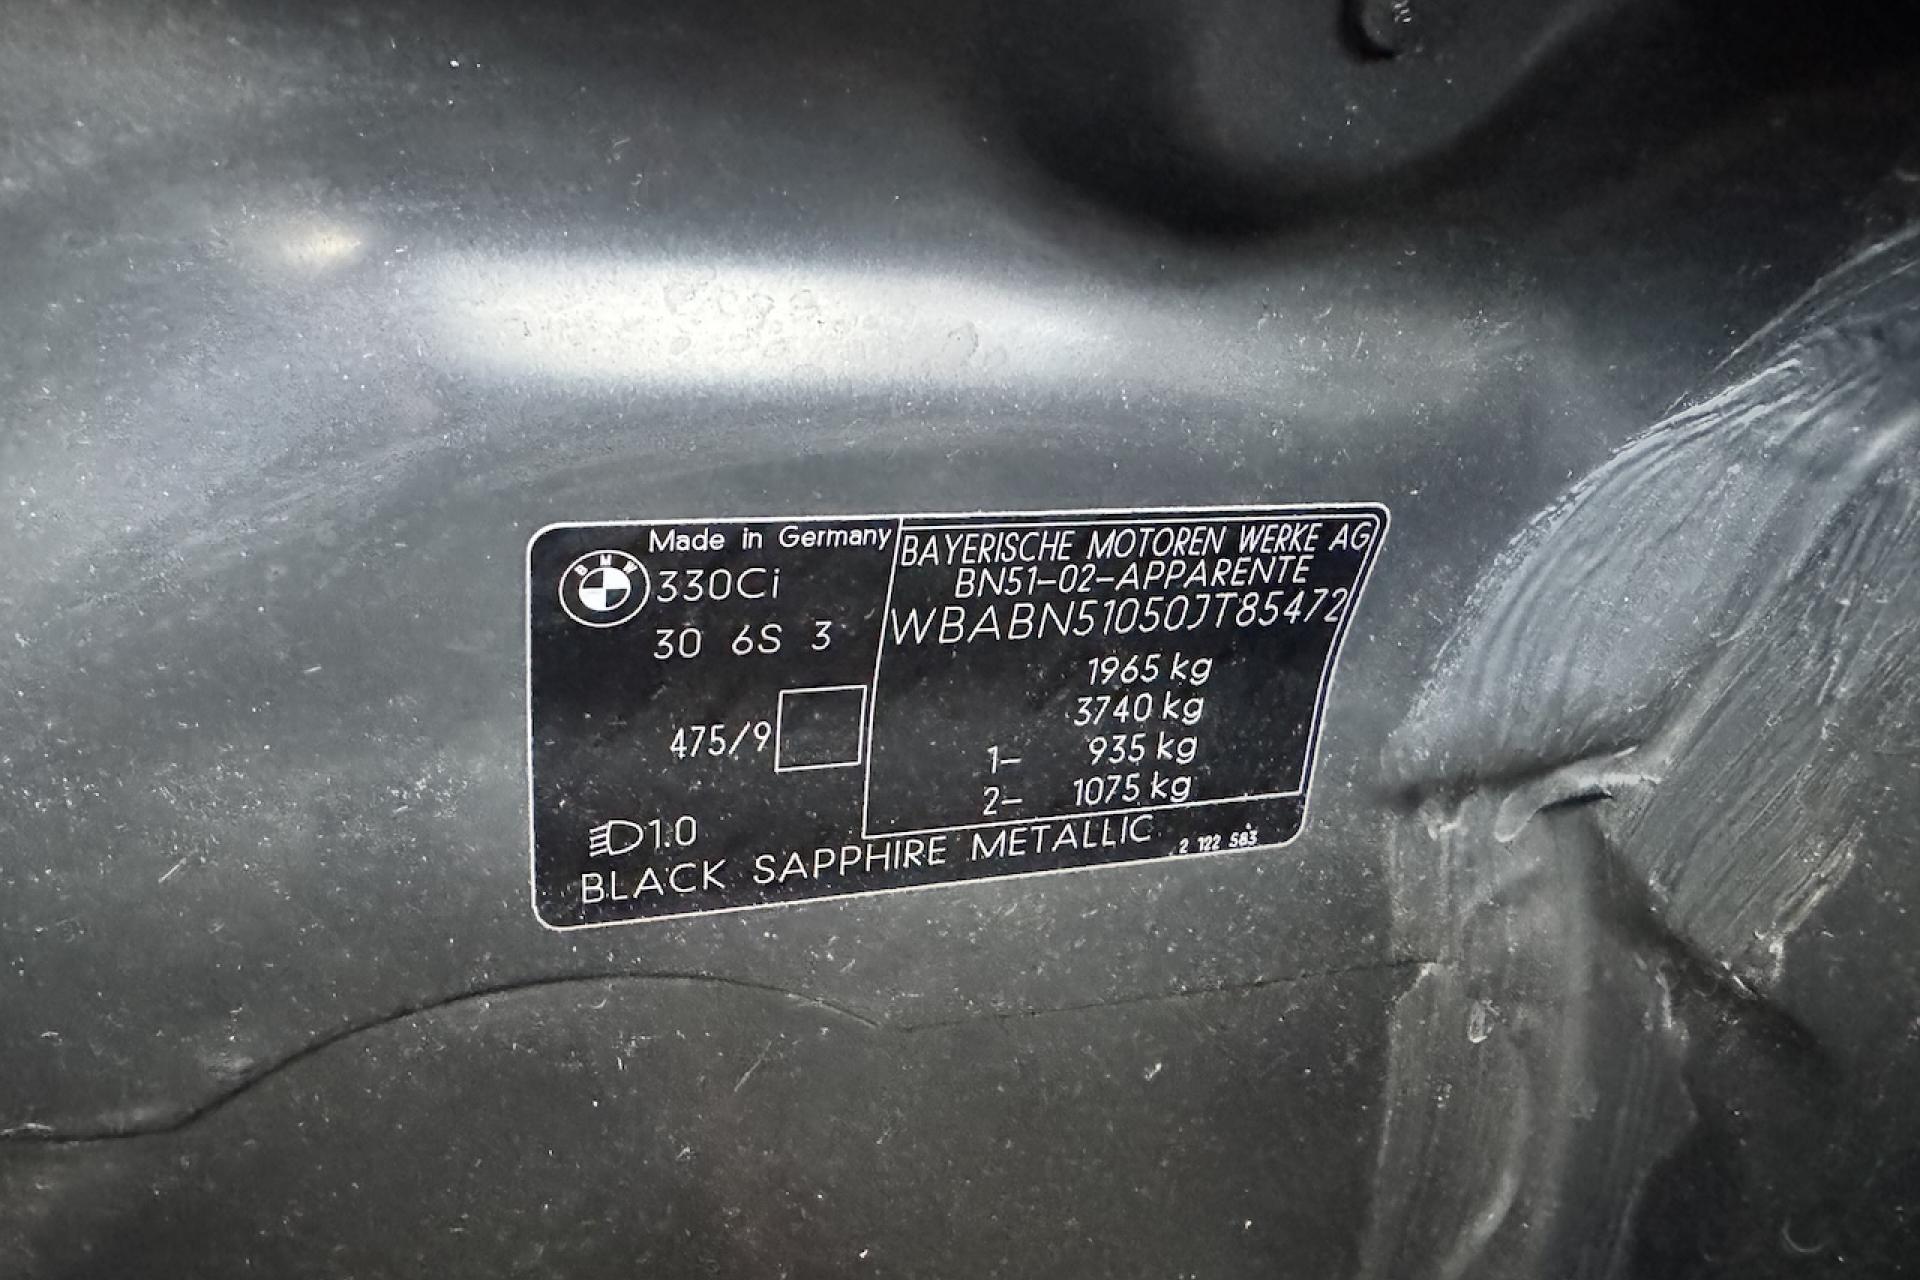 Made in Germany
BMW
330Ci
30 6S 3
475/9
1.0
BLACK SAPPHIRE METALLIC
2 122 583
BAYERISCHE MOTOREN WERKE AG
BN51-02-APPARENTE
WBABN51050JT85472
1965 kg
3740 kg
1- 935 kg
2- 1075 kg